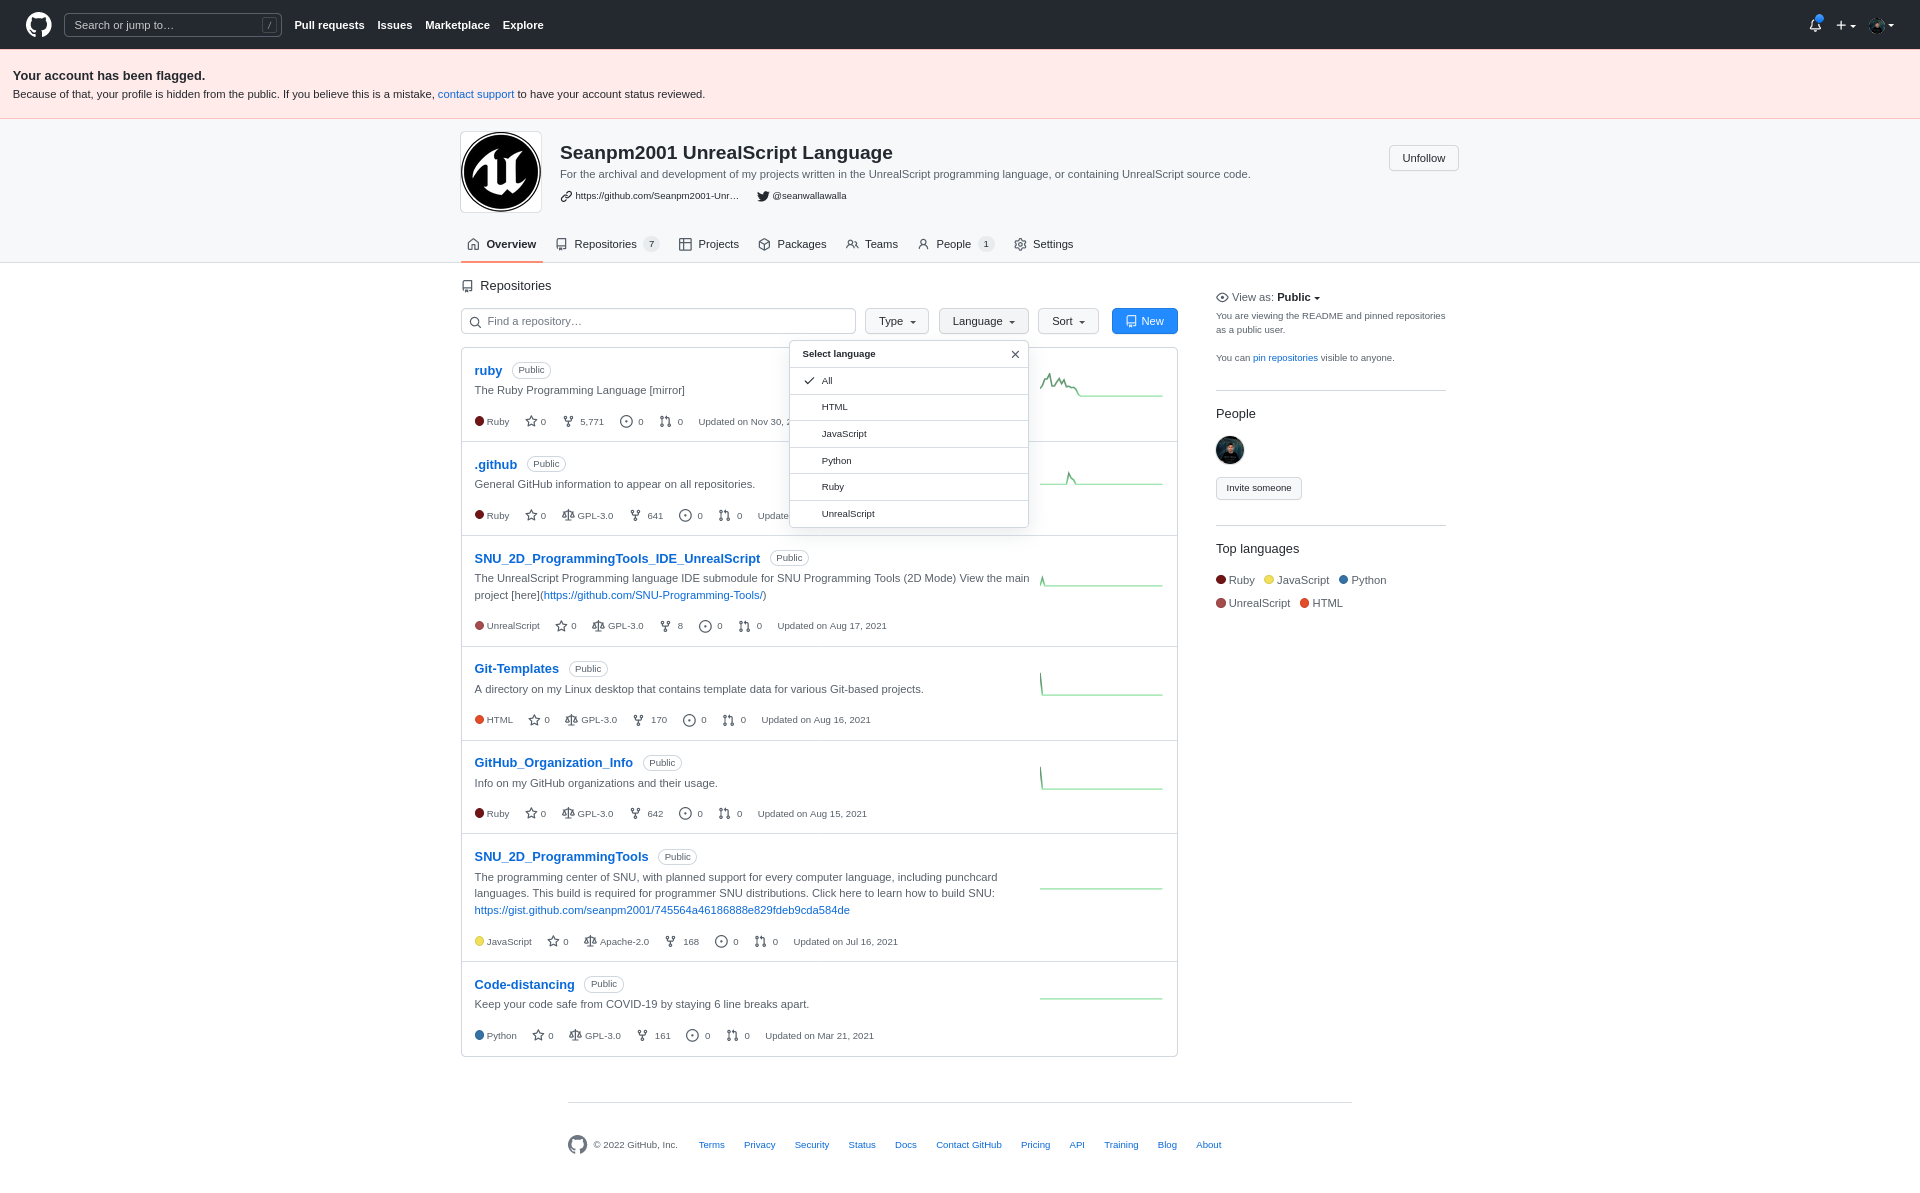 Search or jump to… /
Pull requests Issues Marketplace Explore
Your account has been flagged.
Because of that, your profile is hidden from the public. If you believe this is a mistake, contact support to have your account status reviewed.
Seanpm2001 UnrealScript Language
Unfollow
For the archival and development of my projects written in the UnrealScript programming language, or containing UnrealScript source code.
https://github.com/Seanpm2001-Unr… @seanwallawalla
Overview Repositories 7 Projects Packages Teams People 1 Settings
Repositories
Find a repository… Type Language Sort New
Select language
All
HTML
JavaScript
Python
Ruby
UnrealScript
ruby Public
The Ruby Programming Language [mirror]
Ruby 0 5,771 0 0 Updated on Nov 30,
.github Public
General GitHub information to appear on all repositories.
Ruby 0 GPL-3.0 641 0 0
SNU_2D_ProgrammingTools_IDE_UnrealScript Public
The UnrealScript Programming language IDE submodule for SNU Programming Tools (2D Mode) View the main
project [here](https://github.com/SNU-Programming-Tools/)
UnrealScript 0 GPL-3.0 8 0 0 Updated on Aug 17, 2021
Git-Templates Public
A directory on my Linux desktop that contains template data for various Git-based projects.
HTML 0 GPL-3.0 170 0 0 Updated on Aug 16, 2021
GitHub_Organization_Info Public
Info on my GitHub organizations and their usage.
Ruby 0 GPL-3.0 642 0 0 Updated on Aug 15, 2021
SNU_2D_ProgrammingTools Public
The programming center of SNU, with planned support for every computer language, including punchcard
languages. This build is required for programmer SNU distributions. Click here to learn how to build SNU:
https://gist.github.com/seanpm2001/745564a46186888e829fdeb9cda584de
JavaScript 0 Apache-2.0 168 0 0 Updated on Jul 16, 2021
Code-distancing Public
Keep your code safe from COVID-19 by staying 6 line breaks apart.
Python 0 GPL-3.0 161 0 0 Updated on Mar 21, 2021
View as: Public
You are viewing the README and pinned repositories
as a public user.
You can pin repositories visible to anyone.
People
Invite someone
Top languages
Ruby JavaScript Python
UnrealScript HTML
© 2022 GitHub, Inc. Terms Privacy Security Status Docs Contact GitHub Pricing API Training Blog About